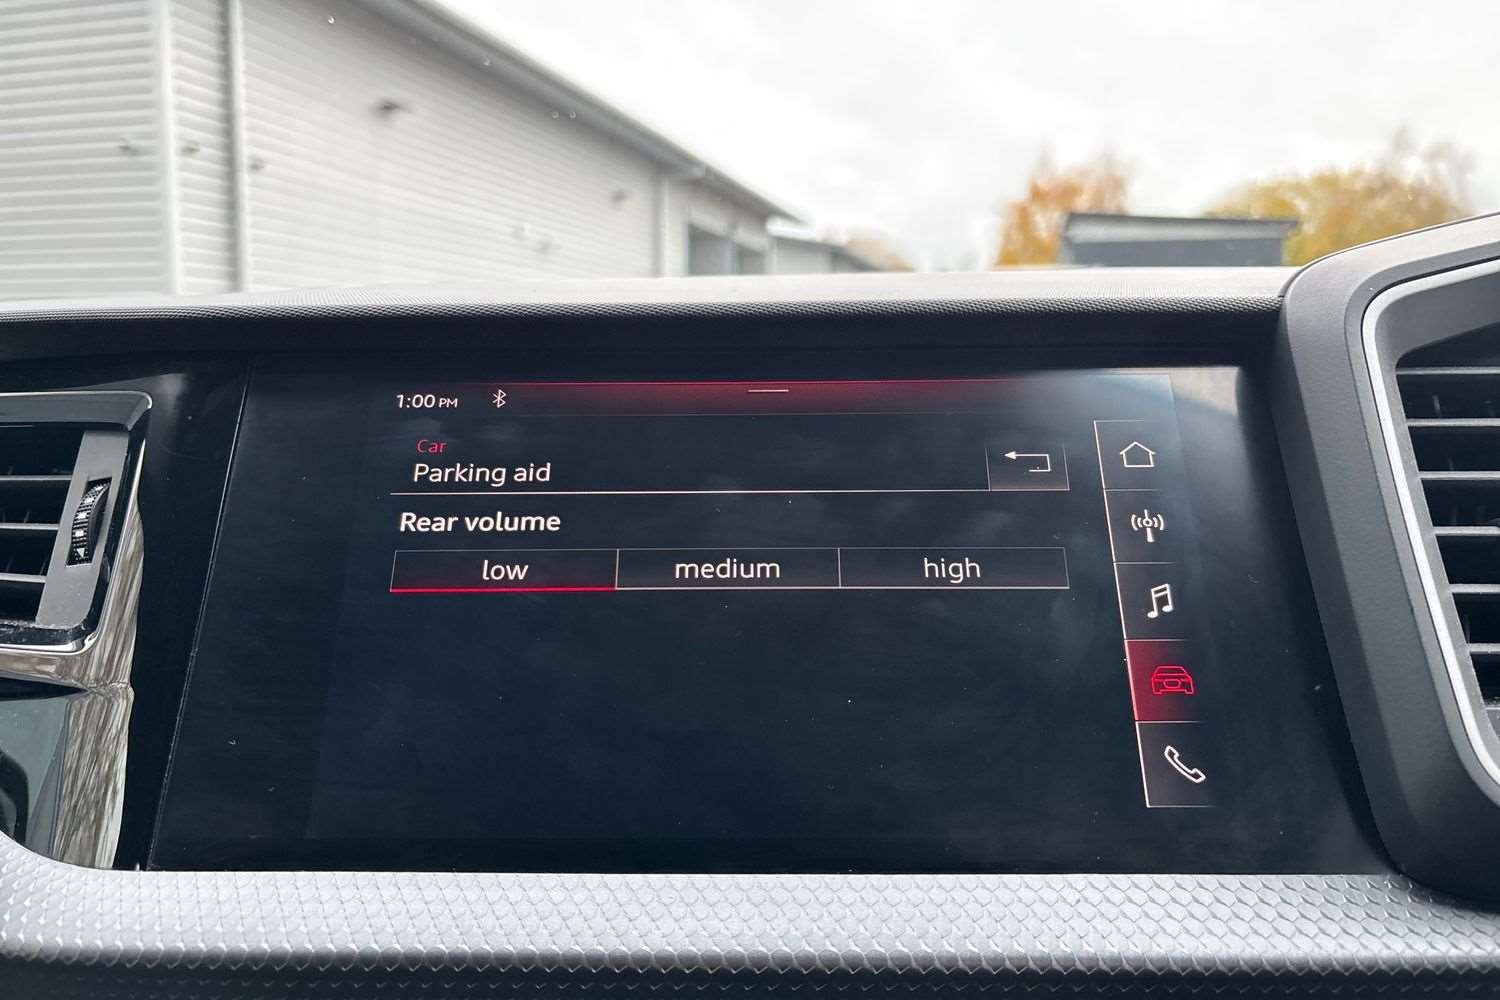 1:00 PM
Car
Parking aid
Rear volume
low medium high